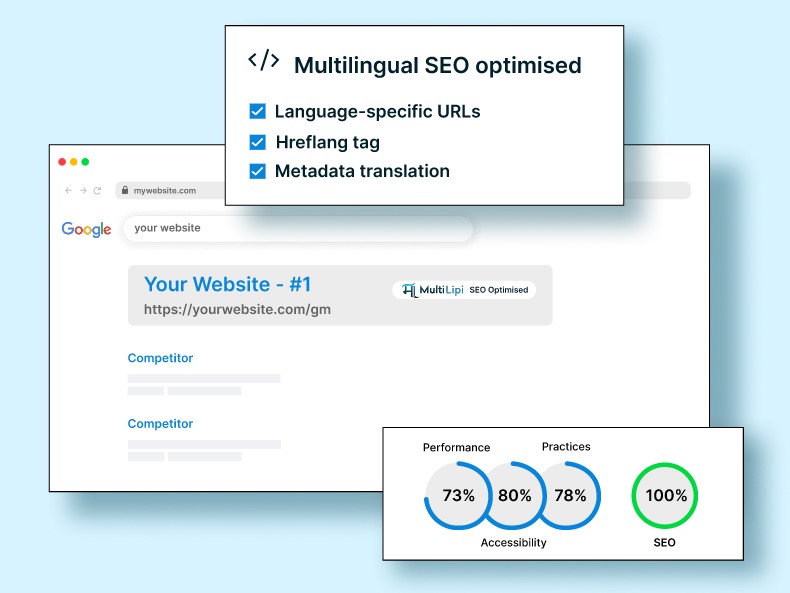 </> Multilingual SEO optimised
Language-specific URLs
Hreflang tag
Metadata translation
mywebsite.com
Google
your website
Your Website - #1
https://yourwebsite.com/gm
MultiLipi SEO Optimised
Competitor
Competitor
Performance
Practices
73%
80%
78%
100%
Accessibility
SEO